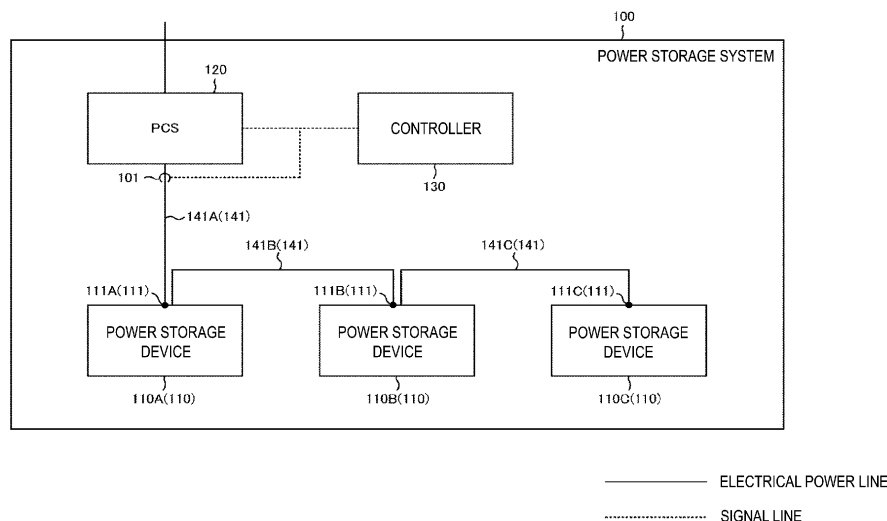 100
POWER STORAGE SYSTEM
120
PCS
CONTROLLER
101
130
141A(141)
141B(141)
141C(141)
111A(111)
111B(111)
111C(111)
POWER STORAGE
DEVICE
POWER STORAGE
DEVICE
POWER STORAGE
DEVICE
110A(110)
110B(110)
110C(110)
ELECTRICAL POWER LINE
SIGNAL LINE